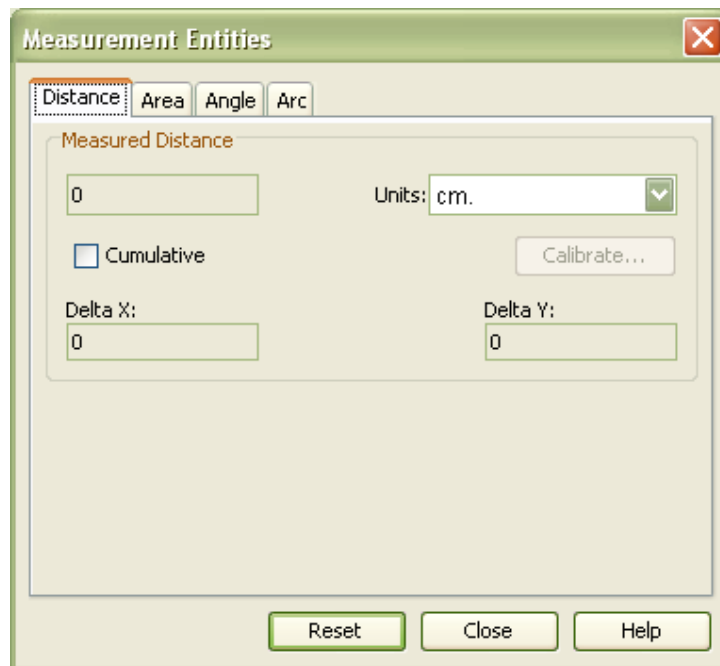 Measurement Entities
Distance Area Angle Arc
Measured Distance
0 Units: cm.
Cumulative Calibrate...
Delta X: Delta Y:
0 0
Reset Close Help